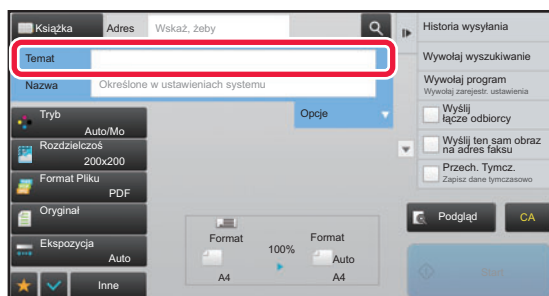 Książka
Adres
Wskaż, żeby
Temat
Nazwa
Określone w ustawieniach systemu
Tryb
Auto/Mo
Opcje
Rozdzielczoś
200x200
Format Pliku
PDF
Oryginał
Ekspozycja
Auto
Inne
Format
A4
100%
Format
Auto
A4
Historia wysyłania
Wywołaj wyszukiwanie
Wywołaj program
Wywołaj zarejestr. ustawienia
Wyślij
łącze odbiorcy
Wyślij ten sam obraz
na adres faksu
Przech. Tymcz.
Zapisz dane tymczasowo
Podgląd
CA
Start